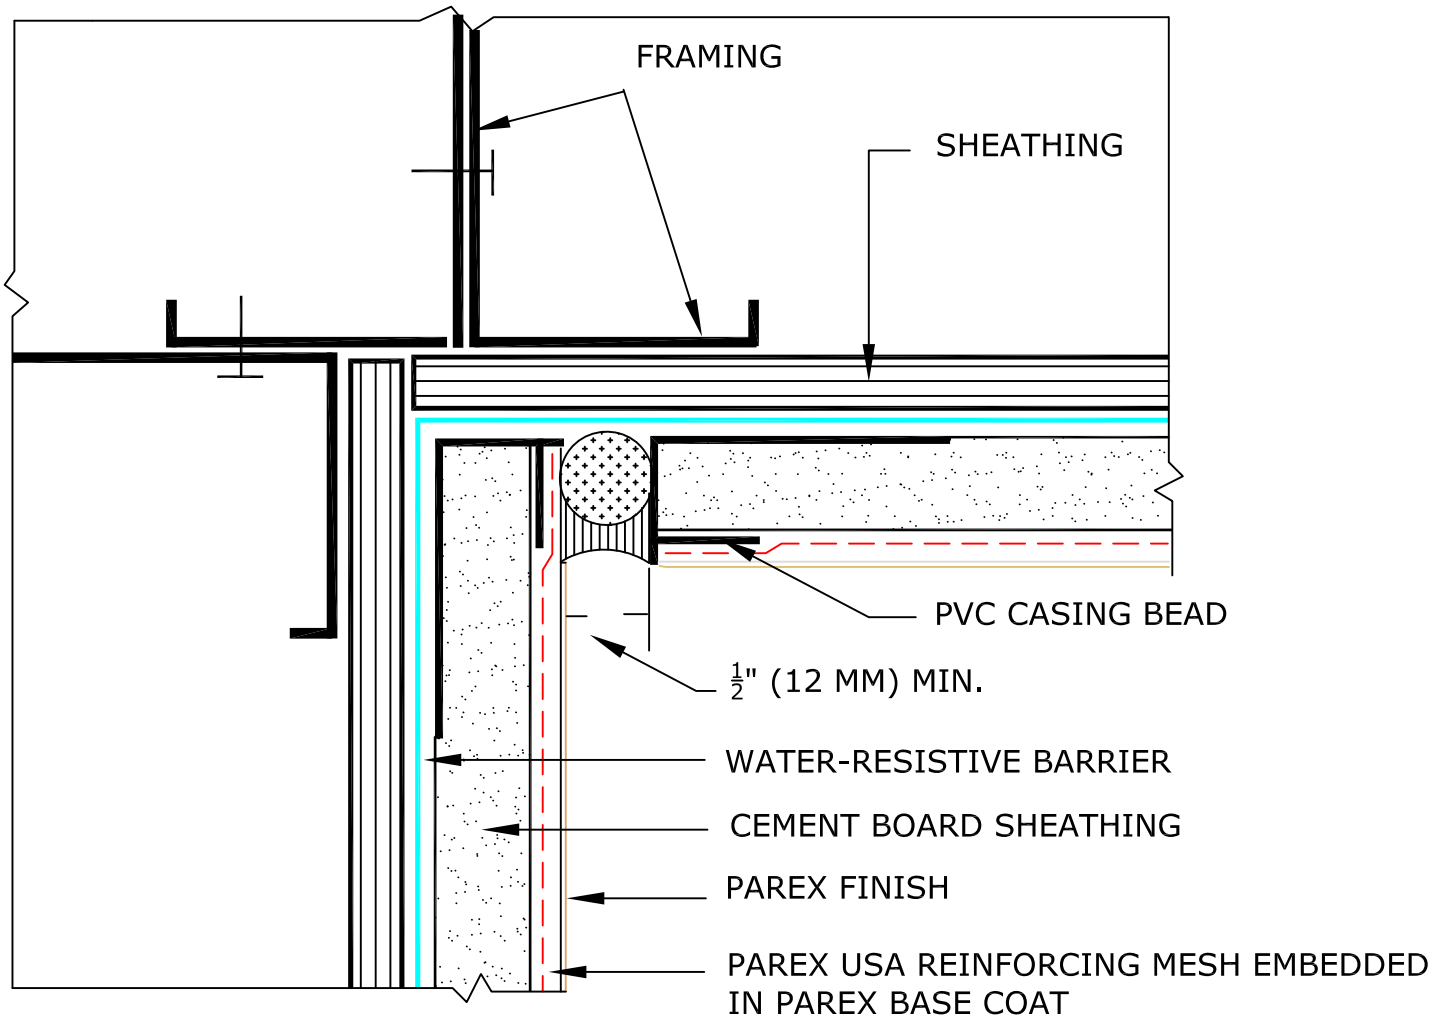 FRAMING
SHEATHING
PVC CASING BEAD
½" (12 MM) MIN.
WATER-RESISTIVE BARRIER
CEMENT BOARD SHEATHING
PAREX FINISH
PAREX USA REINFORCING MESH EMBEDDED
IN PAREX BASE COAT